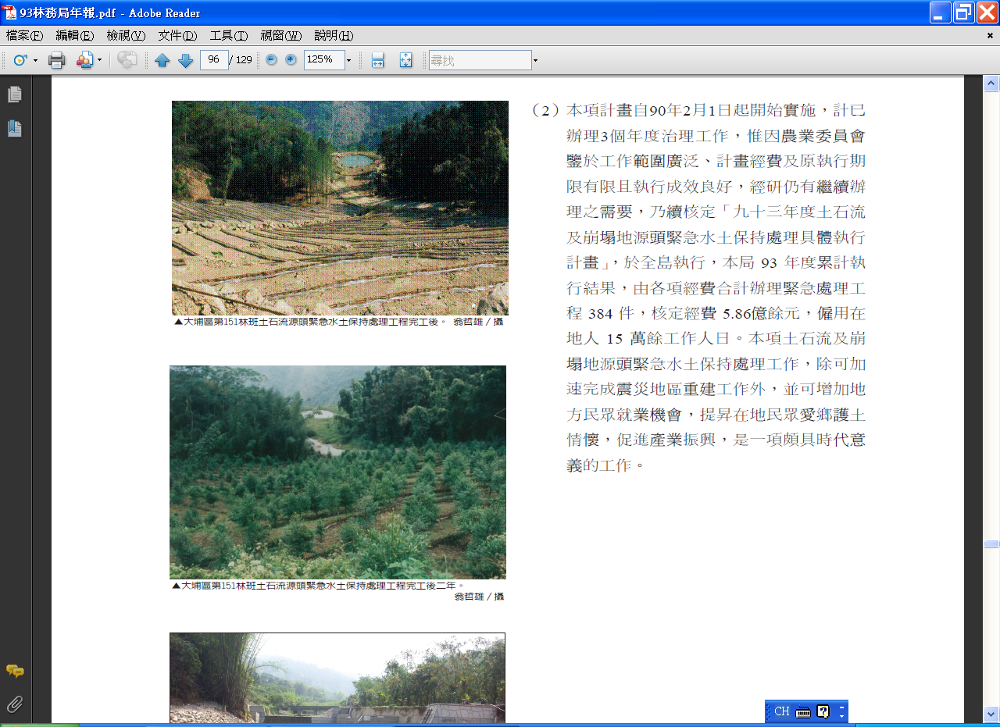 93林務局年報.pdf - Adobe Reader
檔案(F) 編輯(E) 檢視(V) 文件(D) 工具(T) 視窗(W) 說明(H)
96 / 129 125% 尋找
▲大埔區第151林班土石流源頭緊急水土保持處理工程完工後。 翁哲雄／攝
▲大埔區第151林班土石流源頭緊急水土保持處理工程完工後二年。
翁哲雄／攝
（2）本項計畫自90年2月1日起開始實施，計已
辦理3個年度治理工作，惟因農業委員會
鑒於工作範圍廣泛、計畫經費及原執行期
限有限且執行成效良好，經研仍有繼續辦
理之需要，乃續核定「九十三年度土石流
及崩塌地源頭緊急水土保持處理具體執行
計畫」，於全島執行，本局 93 年度累計執
行結果，由各項經費合計辦理緊急處理工
程 384 件，核定經費 5.86億餘元，僱用在
地人 15 萬餘工作人日。本項土石流及崩
塌地源頭緊急水土保持處理工作，除可加
速完成震災地區重建工作外，並可增加地
方民眾就業機會，提昇在地民眾愛鄉護土
情懷，促進產業振興，是一項頗具時代意
義的工作。
CH